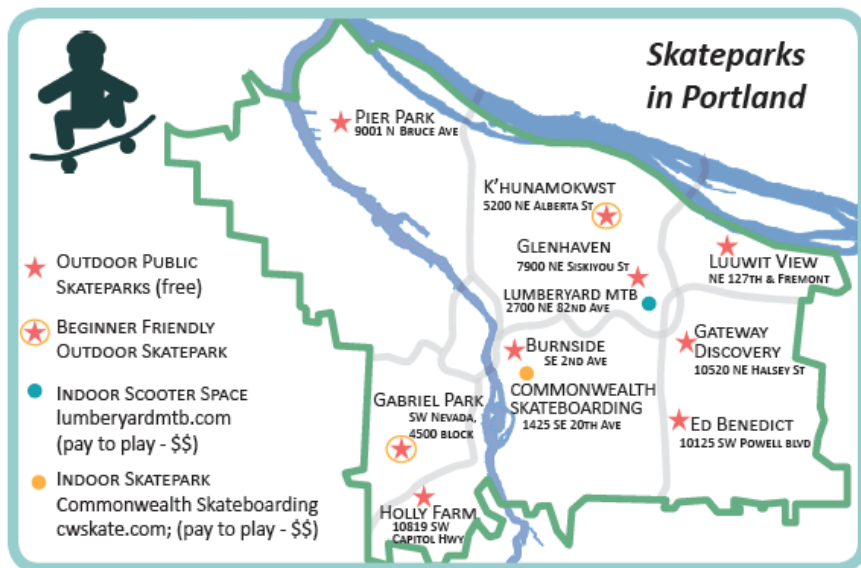 Skateparks
in Portland
PIER PARK
9001 N BRUCE AVE
K'HUNAMOKWST
5200 NE ALBERTA ST
GLENHAVEN
7900 NE SISKIYOU ST
LUUWIT VIEW
NE 127TH & FREMONT
LUMBERYARD MTB
2700 NE 82ND AVE
GATEWAY
DISCOVERY
10520 NE HALSEY ST
BURNSIDE
SE 2ND AVE
COMMONWEALTH
SKATEBOARDING
1425 SE 20TH AVE
GABRIEL PARK
SW NEVADA,
4500 BLOCK
ED BENEDICT
10125 SW POWELL BLVD
HOLLY FARM
10819 SW
CAPITOL HWY
OUTDOOR PUBLIC
SKATEPARKS (free)
BEGINNER FRIENDLY
OUTDOOR SKATEPARK
INDOOR SCOOTER SPACE
lumberyardmtb.com
(pay to play - $$)
INDOOR SKATEPARK
Commonwealth Skateboarding
cwskate.com; (pay to play - $$)